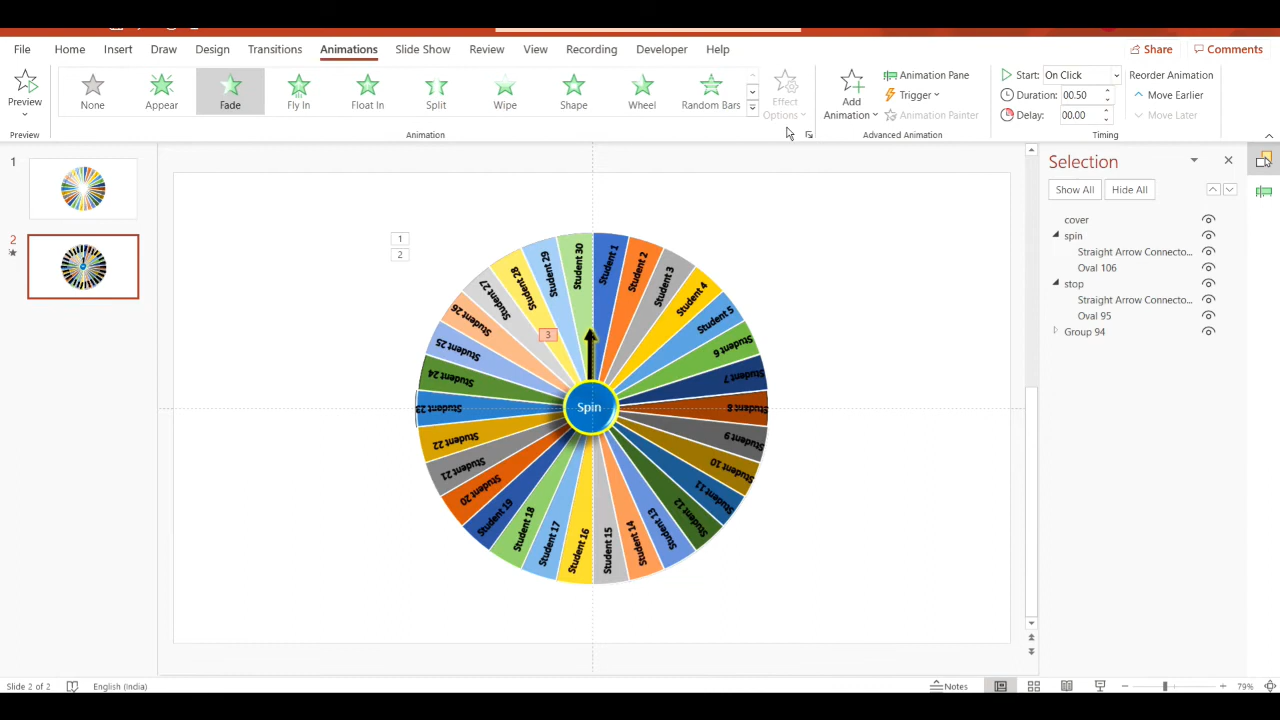 File Home Insert Draw Design Transitions Animations Slide Show Review View Recording Developer Help Share Comments
Preview None Appear Fade Fly In Float In Split Wipe Shape Wheel Random Bars Effect Options Add Animation Animation Pane Start: On Click Reorder Animation
Trigger Duration: 00.50 Move Earlier
Animation Painter Delay: 00.00 Move Later
Preview Animation Advanced Animation Timing
1
2
Selection
Show All Hide All
cover
spin
Straight Arrow Connecto...
Oval 106
stop
Straight Arrow Connecto...
Oval 95
Group 94
1
2
3
Student 1
Student 2
Student 3
Student 4
Student 5
Student 6
Student 7
Student 8
Student 9
Student 10
Student 11
Student 12
Student 13
Student 14
Student 15
Student 16
Student 17
Student 18
Student 19
Student 20
Student 21
Student 22
Student 23
Student 24
Student 25
Student 26
Student 27
Student 28
Student 29
Student 30
Spin
Slide 2 of 2 English (India) Notes 79%